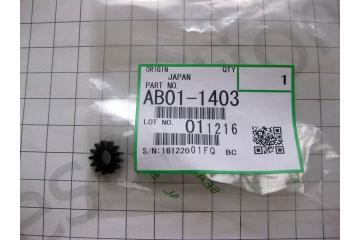 ORIGIN QTY
JAPAN 1
PART NO.
AB01-1403
LOT NO. 011216
S/N:16122001FQ BC